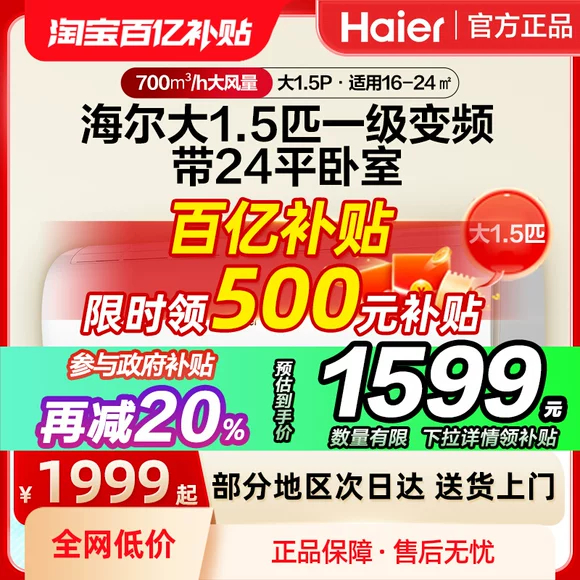 淘宝百亿补贴
Haier 官方正品
700m³/h大风量 大1.5P·适用16-24㎡
海尔大1.5匹一级变频
带24平卧室
大1.5匹
百亿补贴
限时领500元补贴
参与政府补贴
再减20%
预估到手价
1599元
数量有限 下拉详情领补贴
¥1999起
部分地区次日达 送货上门
全网低价
正品保障·售后无忧